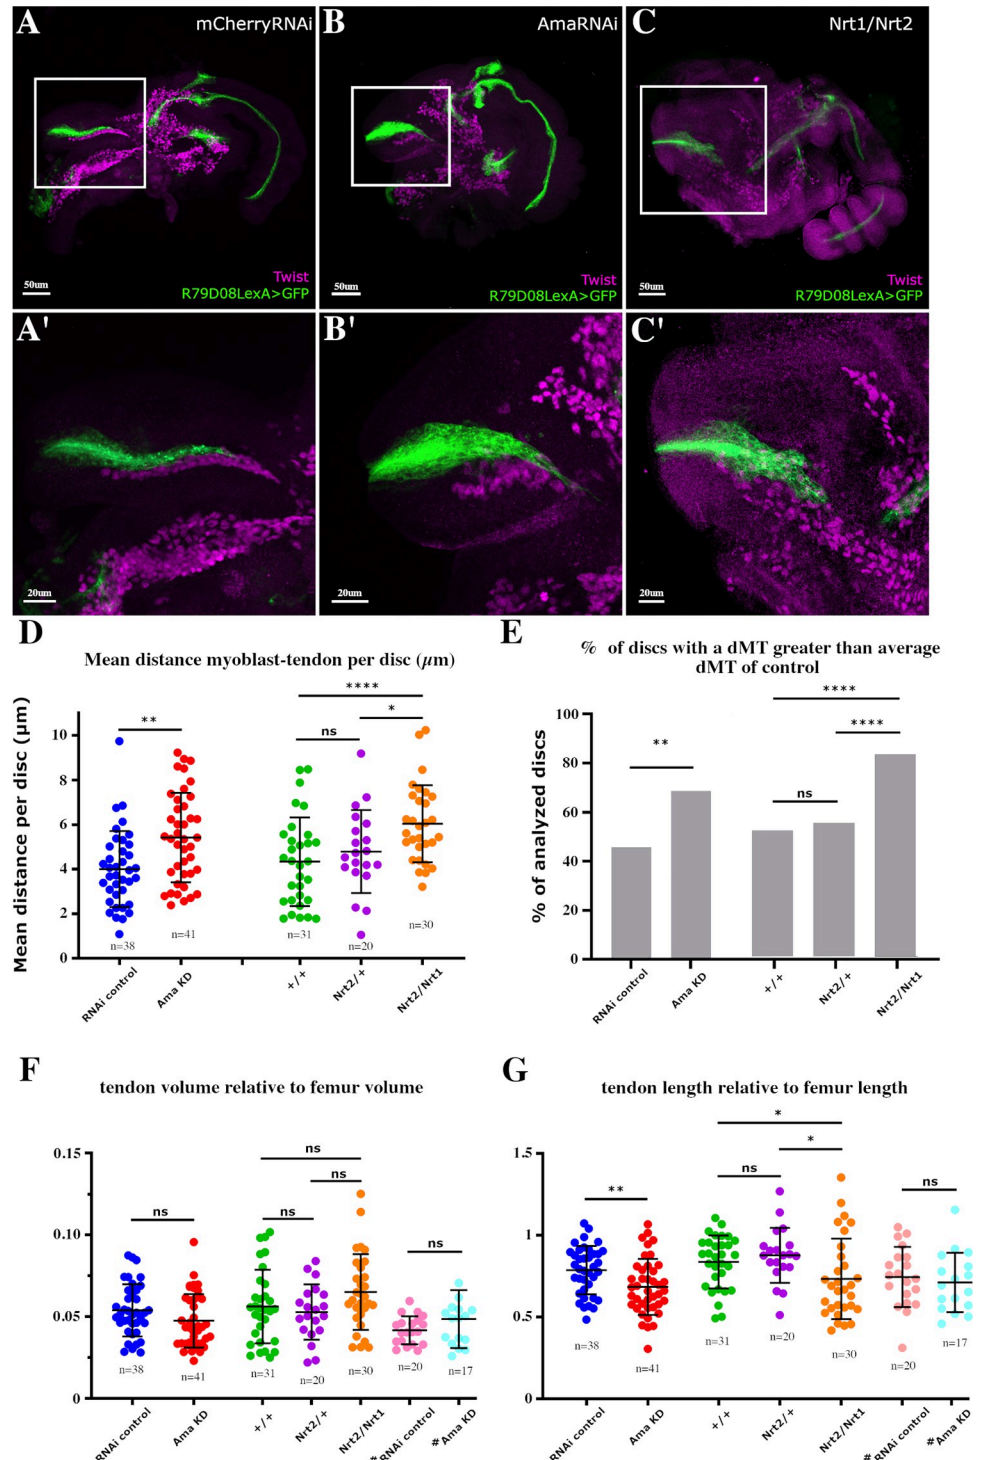 A
mCherryRNAi
Twist
R79D08LexA>GFP
50um
B
AmaRNAi
Twist
R79D08LexA>GFP
50um
C
Nrt1/Nrt2
Twist
R79D08LexA>GFP
50um
A'
20um
B'
20um
C'
20um
D
Mean distance myoblast-tendon per disc (µm)
Mean distance per disc (µm)
10
8
6
4
2
0
**
ns
****
*
n=38
n=41
n=31
n=20
n=30
RNAi control
Ama KD
+/+
Nrt2/+
Nrt2/Nrt1
E
% of discs with a dMT greater than average
dMT of control
% of analyzed discs
100
80
60
40
20
0
**
ns
****
****
RNAi control
Ama KD
+/+
Nrt2/+
Nrt2/Nrt1
F
tendon volume relative to femur volume
0.15
0.10
0.05
0
ns
ns
ns
ns
ns
n=38
n=41
n=31
n=20
n=30
n=20
n=17
RNAi control
Ama KD
+/+
Nrt2/+
Nrt2/Nrt1
#RNAi control
#Ama KD
G
tendon length relative to femur length
1.5
1
0.5
0
**
ns
*
*
ns
n=38
n=41
n=31
n=20
n=30
n=20
n=17
RNAi control
Ama KD
+/+
Nrt2/+
Nrt2/Nrt1
#RNAi control
#Ama KD